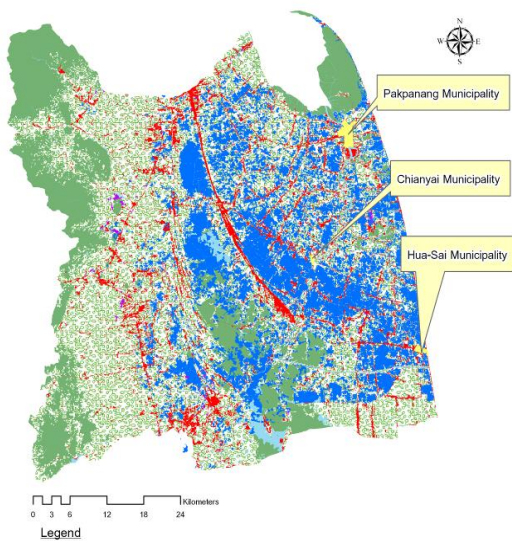 N
W E
S
Pakpanang Municipality
Chianyai Municipality
Hua-Sai Municipality
Kilometers
0 3 6 12 18 24
Legend